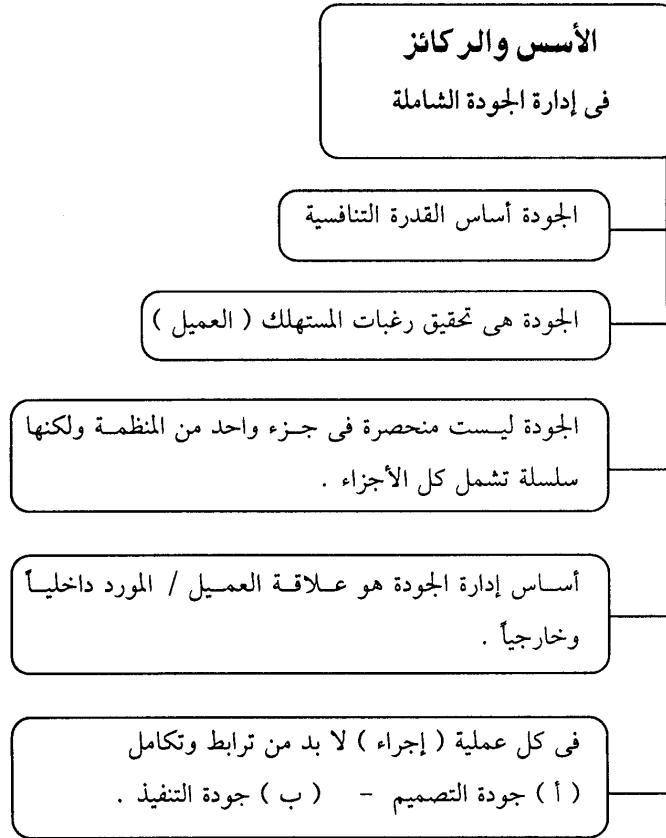 الأسس والركائز
فى إدارة الجودة الشاملة
الجودة أساس القدرة التنافسية
الجودة هى تحقيق رغبات المستهلك ( العميل )
الجودة ليست منحصرة فى جزء واحد من المنظمة ولكنها
سلسلة تشمل كل الأجزاء .
أساس إدارة الجودة هو علاقة العميل / المورد داخلياً
وخارجياً .
فى كل عملية ( إجراء ) لا بد من ترابط وتكامل
( أ ) جودة التصميم - ( ب ) جودة التنفيذ .